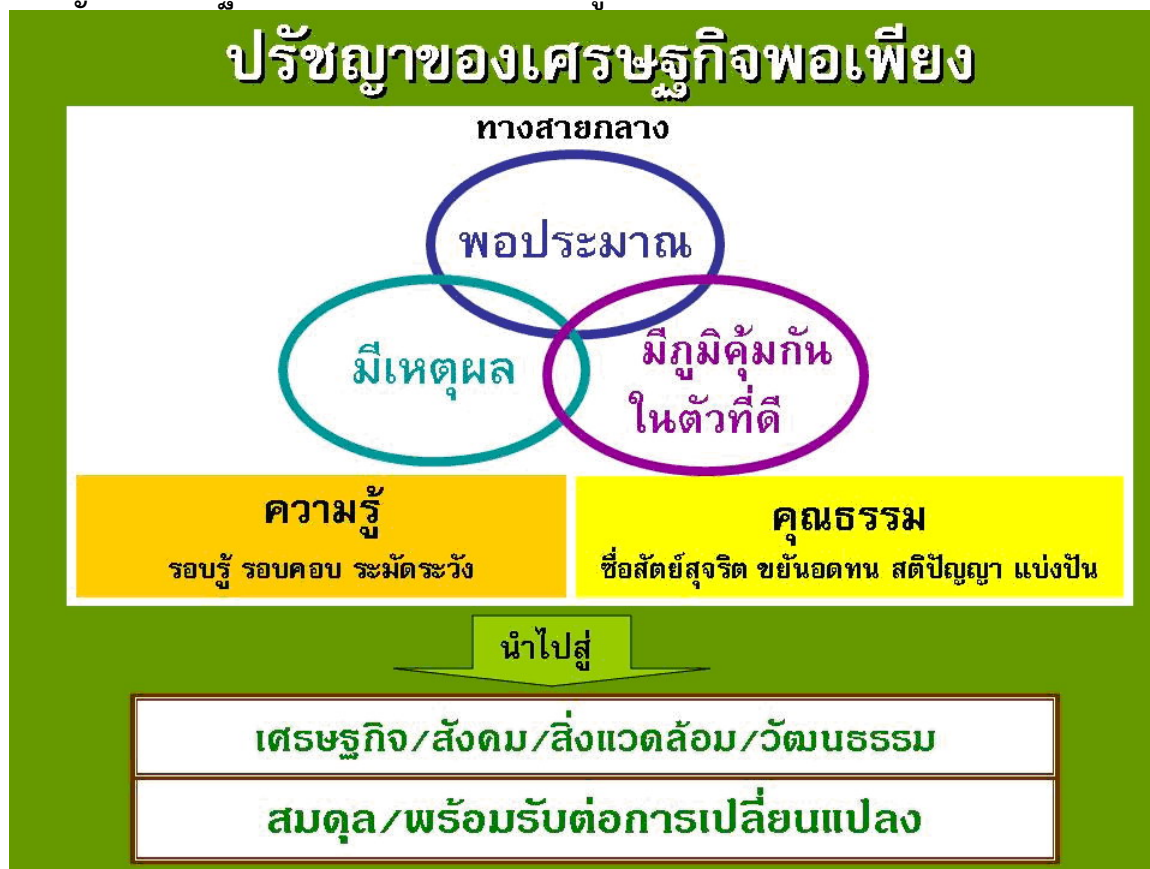 ปรัชญาของเศรษฐกิจพอเพียง
ทางสายกลาง
พอประมาณ
มีเหตุผล
มีภูมิคุ้มกัน
ในตัวที่ดี
ความรู้
รอบรู้ รอบคอบ ระมัดระวัง
คุณธรรม
ซื่อสัตย์สุจริต ขยันอดทน สติปัญญา แบ่งปัน
นำไปสู่
เศรษฐกิจ/สังคม/สิ่งแวดล้อม/วัฒนธรรม
สมดุล/พร้อมรับต่อการเปลี่ยนแปลง